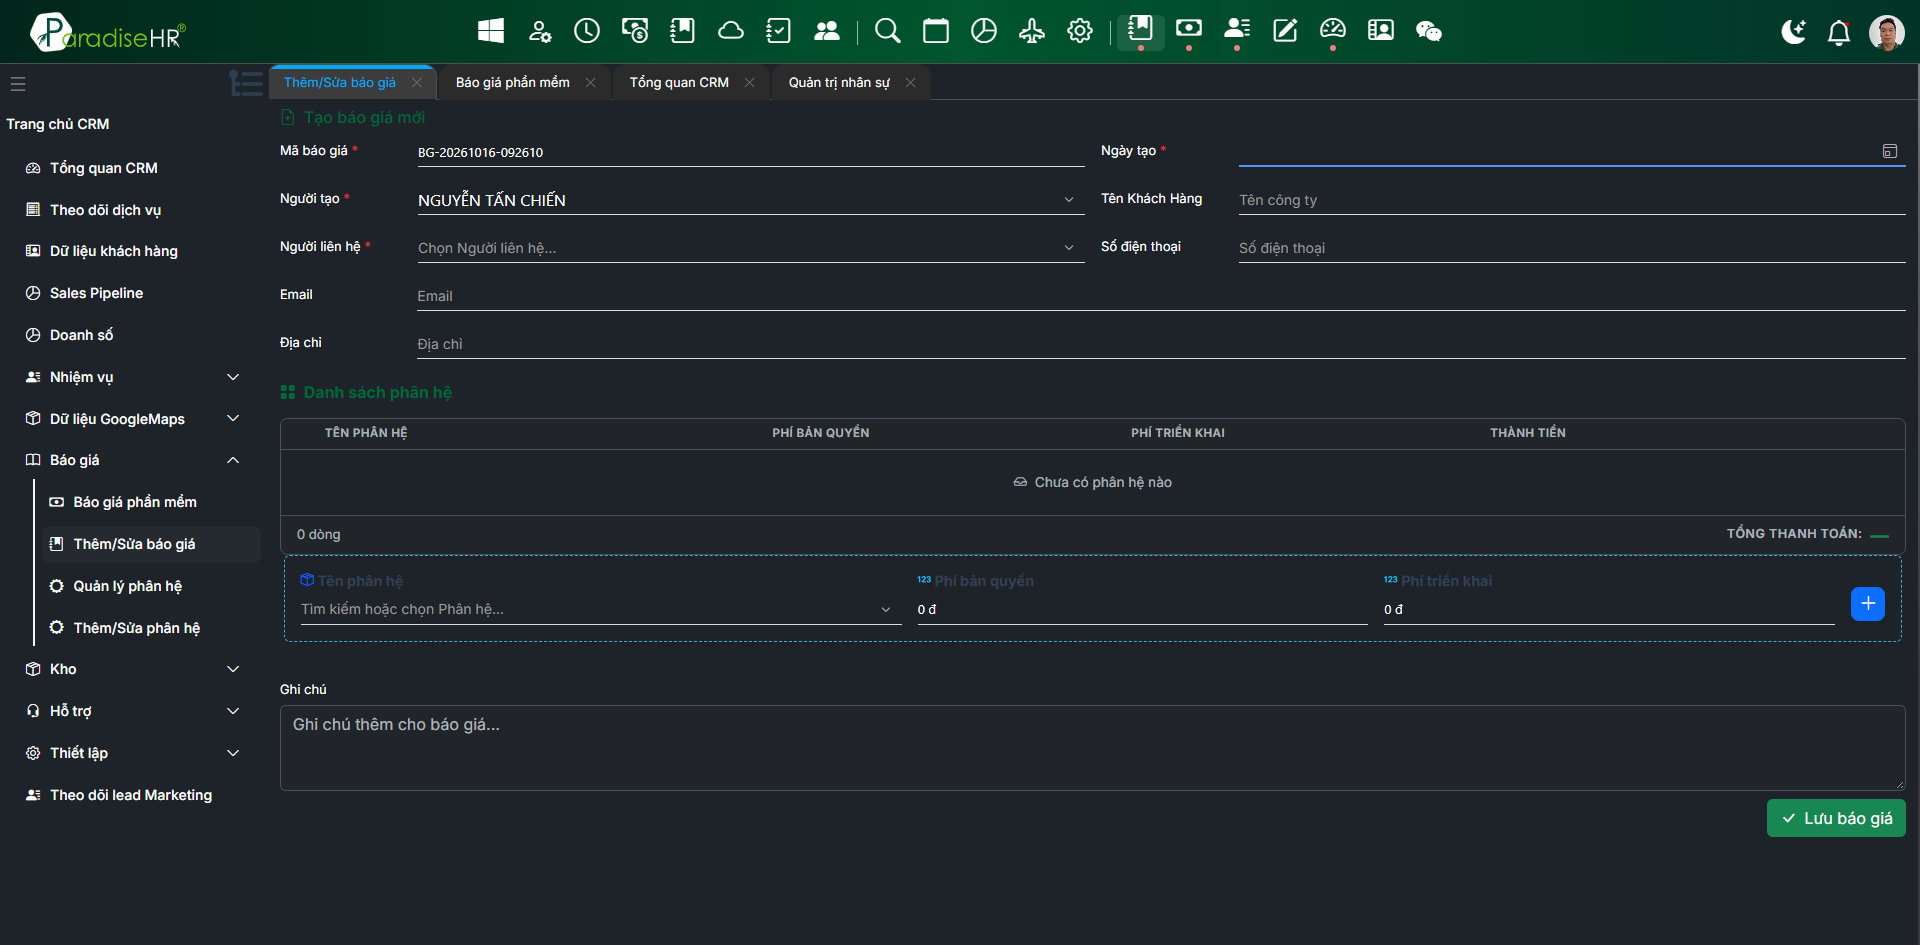 ParadiseHR®
Thêm/Sửa báo giá
Báo giá phần mềm
Tổng quan CRM
Quản trị nhân sự
Trang chủ CRM
Tổng quan CRM
Theo dõi dịch vụ
Dữ liệu khách hàng
Sales Pipeline
Doanh số
Nhiệm vụ
Dữ liệu GoogleMaps
Báo giá
Báo giá phần mềm
Thêm/Sửa báo giá
Quản lý phân hệ
Thêm/Sửa phân hệ
Kho
Hỗ trợ
Thiết lập
Theo dõi lead Marketing
Tạo báo giá mới
Mã báo giá * BG-20261016-092610
Ngày tạo *
Người tạo * NGUYỄN TẤN CHIẾN
Tên Khách Hàng Tên công ty
Người liên hệ * Chọn Người liên hệ...
Số điện thoại Số điện thoại
Email Email
Địa chỉ Địa chỉ
Danh sách phân hệ
TÊN PHÂN HỆ PHÍ BẢN QUYỀN PHÍ TRIỂN KHAI THÀNH TIỀN
Chưa có phân hệ nào
0 dòng TỔNG THANH TOÁN:
Tên phân hệ 123 Phí bản quyền 123 Phí triển khai
Tìm kiếm hoặc chọn Phân hệ... 0 đ 0 đ
Ghi chú
Ghi chú thêm cho báo giá...
Lưu báo giá